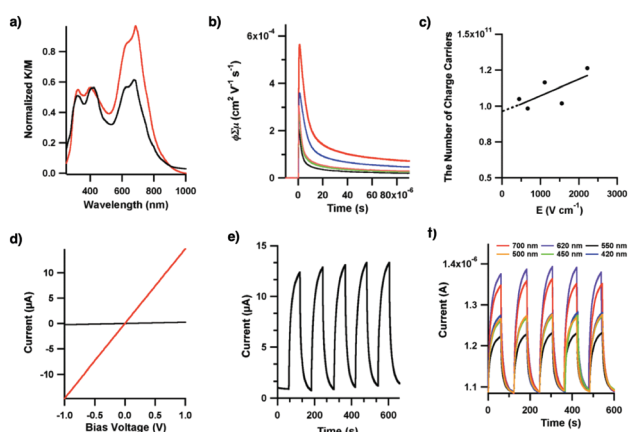 a)
Normalized K/M
0.8
0.6
0.4
0.2
0.0
400
600
800
1000
Wavelength (nm)
b)
ϕΣμ (cm² V⁻¹ s⁻¹)
6x10⁻⁴
4
2
0
0
20
40
60
80x10⁻⁶
Time (s)
c)
The Number of Charge Carriers
1.5x10¹¹
1.2
1.0
0.8
0.5
0
1000
2000
3000
E (V cm⁻¹)
d)
Current (μA)
10
5
0
-5
-10
-1.0
-0.5
0.0
0.5
1.0
Bias Voltage (V)
e)
Current (μA)
15
10
5
0
0
200
400
600
Time (s)
f)
700 nm 620 nm 550 nm
500 nm 450 nm 420 nm
Current (A)
1.4x10⁻⁶
1.3
1.2
1.1
0
100
200
300
400
500
600
Time (s)